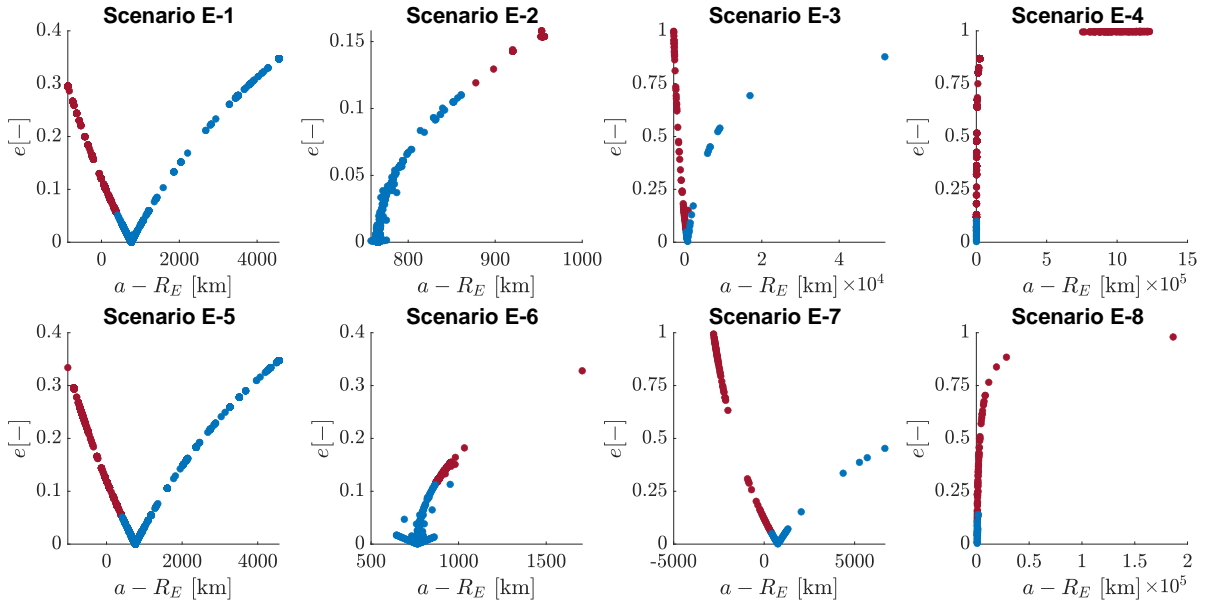 Scenario E-1
0.4
0.3
0.2
0.1
0
e[−]
0 2000 4000
a − R_E [km]
Scenario E-2
0.15
0.1
0.05
0
e[−]
800 900 1000
a − R_E [km]
Scenario E-3
1
0.75
0.5
0.25
0
e[−]
0 2 4
a − R_E [km] ×10^4
Scenario E-4
1
0.75
0.5
0.25
0
e[−]
0 5 10 15
a − R_E [km] ×10^5
Scenario E-5
0.4
0.3
0.2
0.1
0
e[−]
0 2000 4000
a − R_E [km]
Scenario E-6
0.4
0.3
0.2
0.1
0
e[−]
500 1000 1500
a − R_E [km]
Scenario E-7
1
0.75
0.5
0.25
0
e[−]
-5000 0 5000
a − R_E [km]
Scenario E-8
1
0.75
0.5
0.25
0
e[−]
0 1 2
a − R_E [km] ×10^5